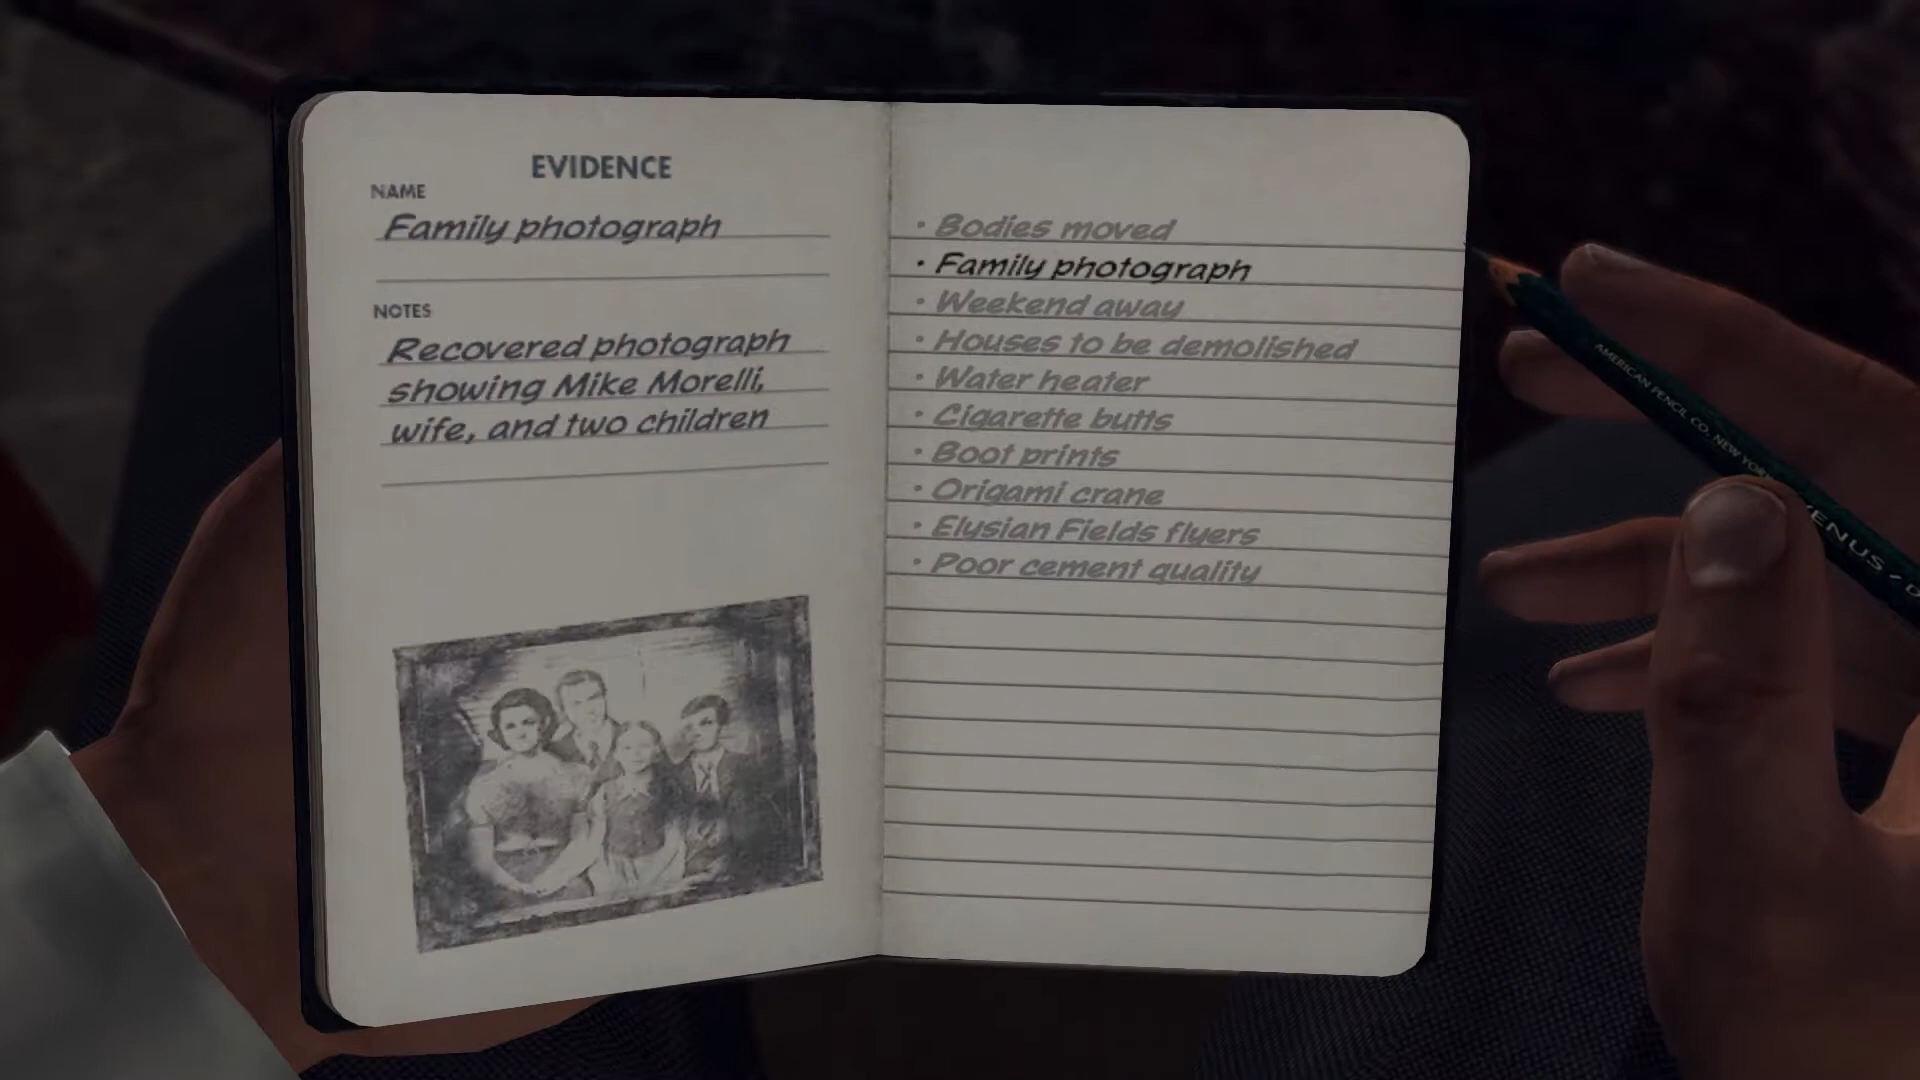 EVIDENCE
NAME
Family photograph
NOTES
Recovered photograph
showing Mike Morelli,
wife, and two children
• Bodies moved
• Family photograph
• Weekend away
• Houses to be demolished
• Water heater
• Cigarette butts
• Boot prints
• Origami crane
• Elysian Fields flyers
• Poor cement quality
AMERICAN PENCIL CO. NEW YORK
VENUS /